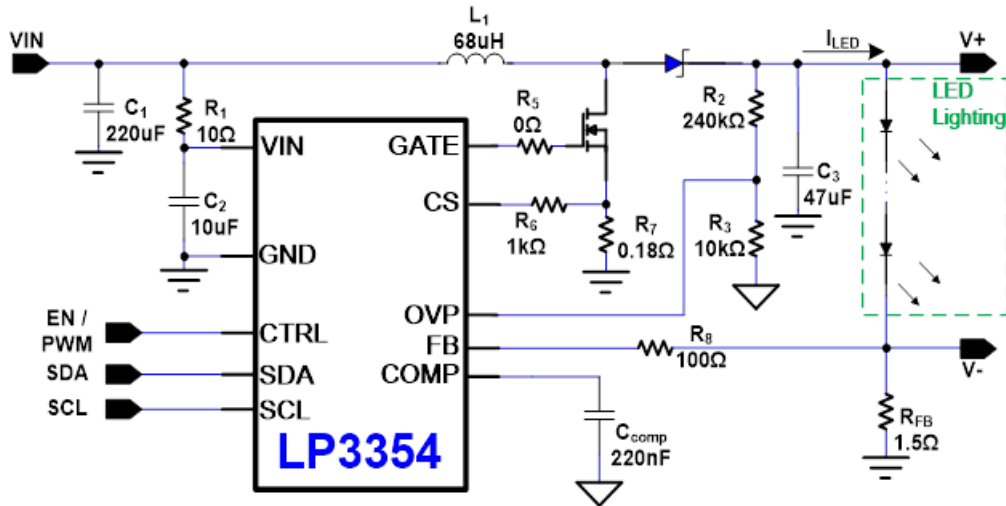 VIN
L1
68uH
ILED
V+
C1
220uF
R1
10Ω
VIN
C2
10uF
GND
EN /
PWM
CTRL
SDA
SDA
SCL
SCL
GATE
CS
OVP
FB
COMP
LP3354
R5
0Ω
R6
1kΩ
R7
0.18Ω
R2
240kΩ
R3
10kΩ
C3
47uF
LED
Lighting
R8
100Ω
V-
Ccomp
220nF
RFB
1.5Ω